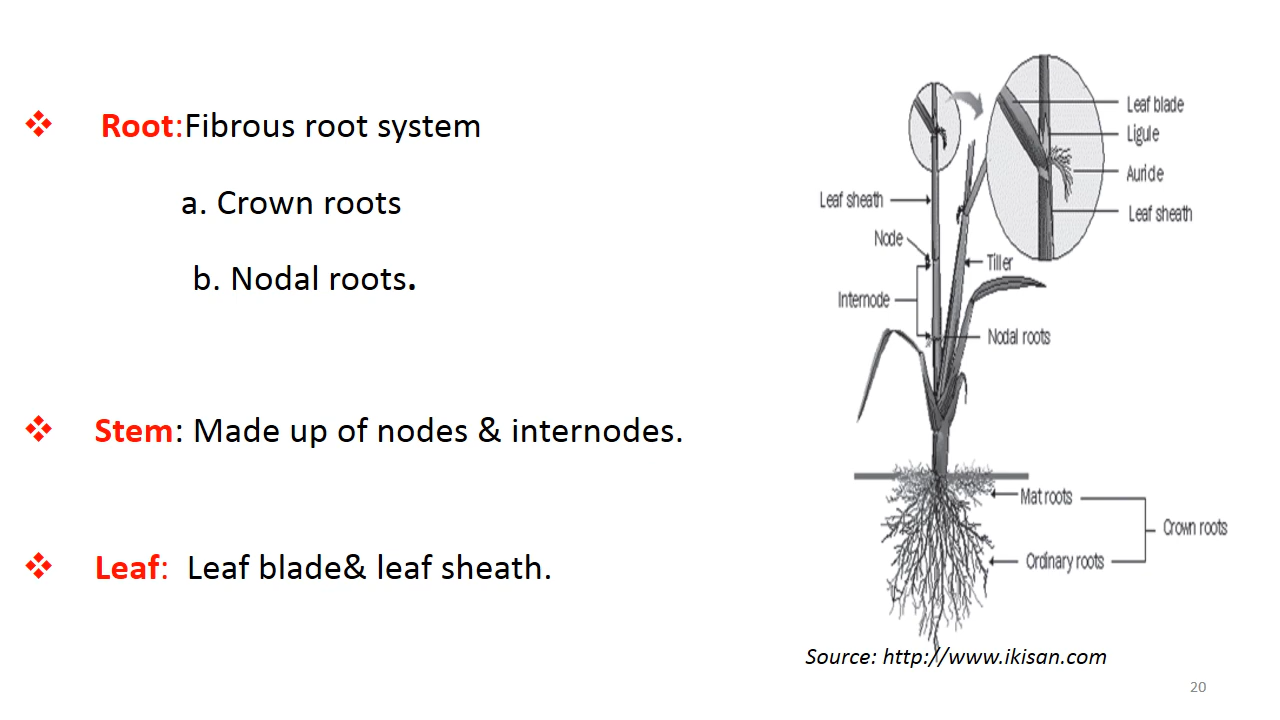 ❖ Root:Fibrous root system
a. Crown roots
b. Nodal roots.
❖ Stem: Made up of nodes & internodes.
❖ Leaf: Leaf blade& leaf sheath.
Leaf blade
Ligule
Auride
Leaf sheath
Leaf sheath
Node
Tiller
Internode
Nodal roots
Mat roots
Crown roots
Ordinary roots
Source: http://www.ikisan.com
20